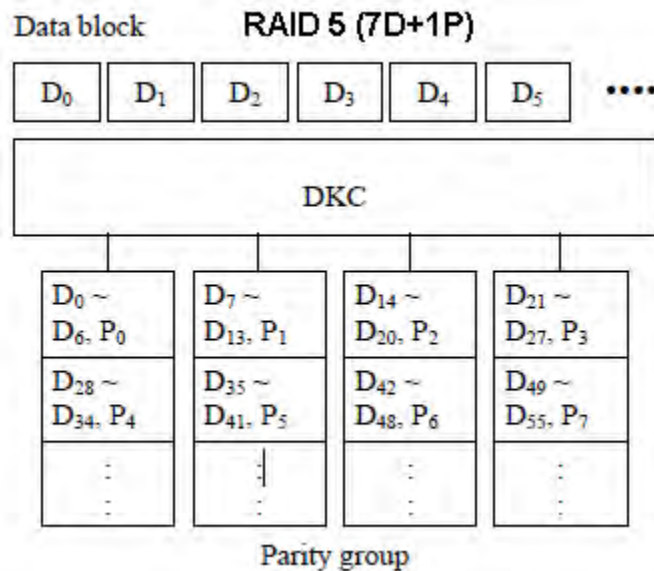 Data block RAID 5 (7D+1P)
D₀ D₁ D₂ D₃ D₄ D₅ ••••
DKC
D₀ ~ D₇ ~ D₁₄ ~ D₂₁ ~
D₆, P₀ D₁₃, P₁ D₂₀, P₂ D₂₇, P₃
D₂₈ ~ D₃₅ ~ D₄₂ ~ D₄₉ ~
D₃₄, P₄ D₄₁, P₅ D₄₈, P₆ D₅₅, P₇
: : : :
: : : :
Parity group